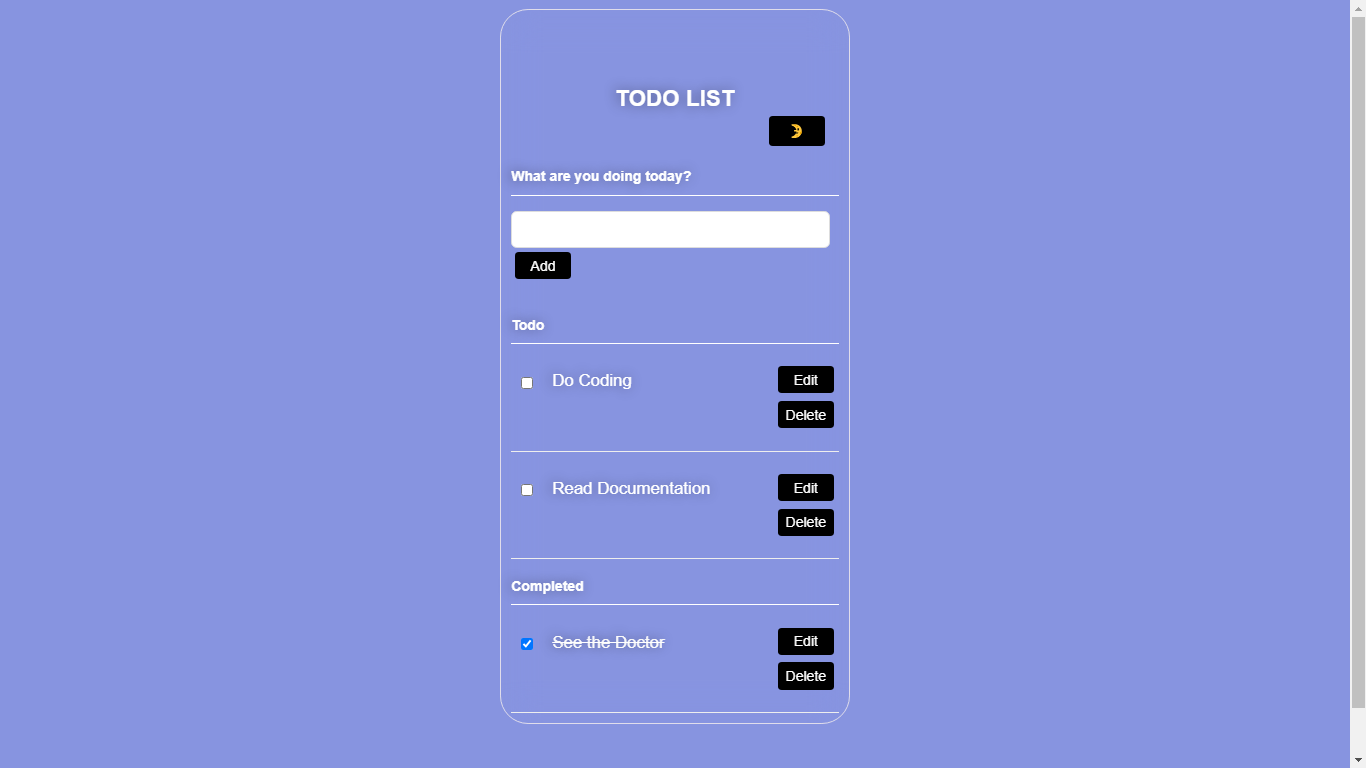 TODO LIST
What are you doing today?
Add
Todo
Do Coding
Edit
Delete
Read Documentation
Edit
Delete
Completed
See the Doctor
Edit
Delete